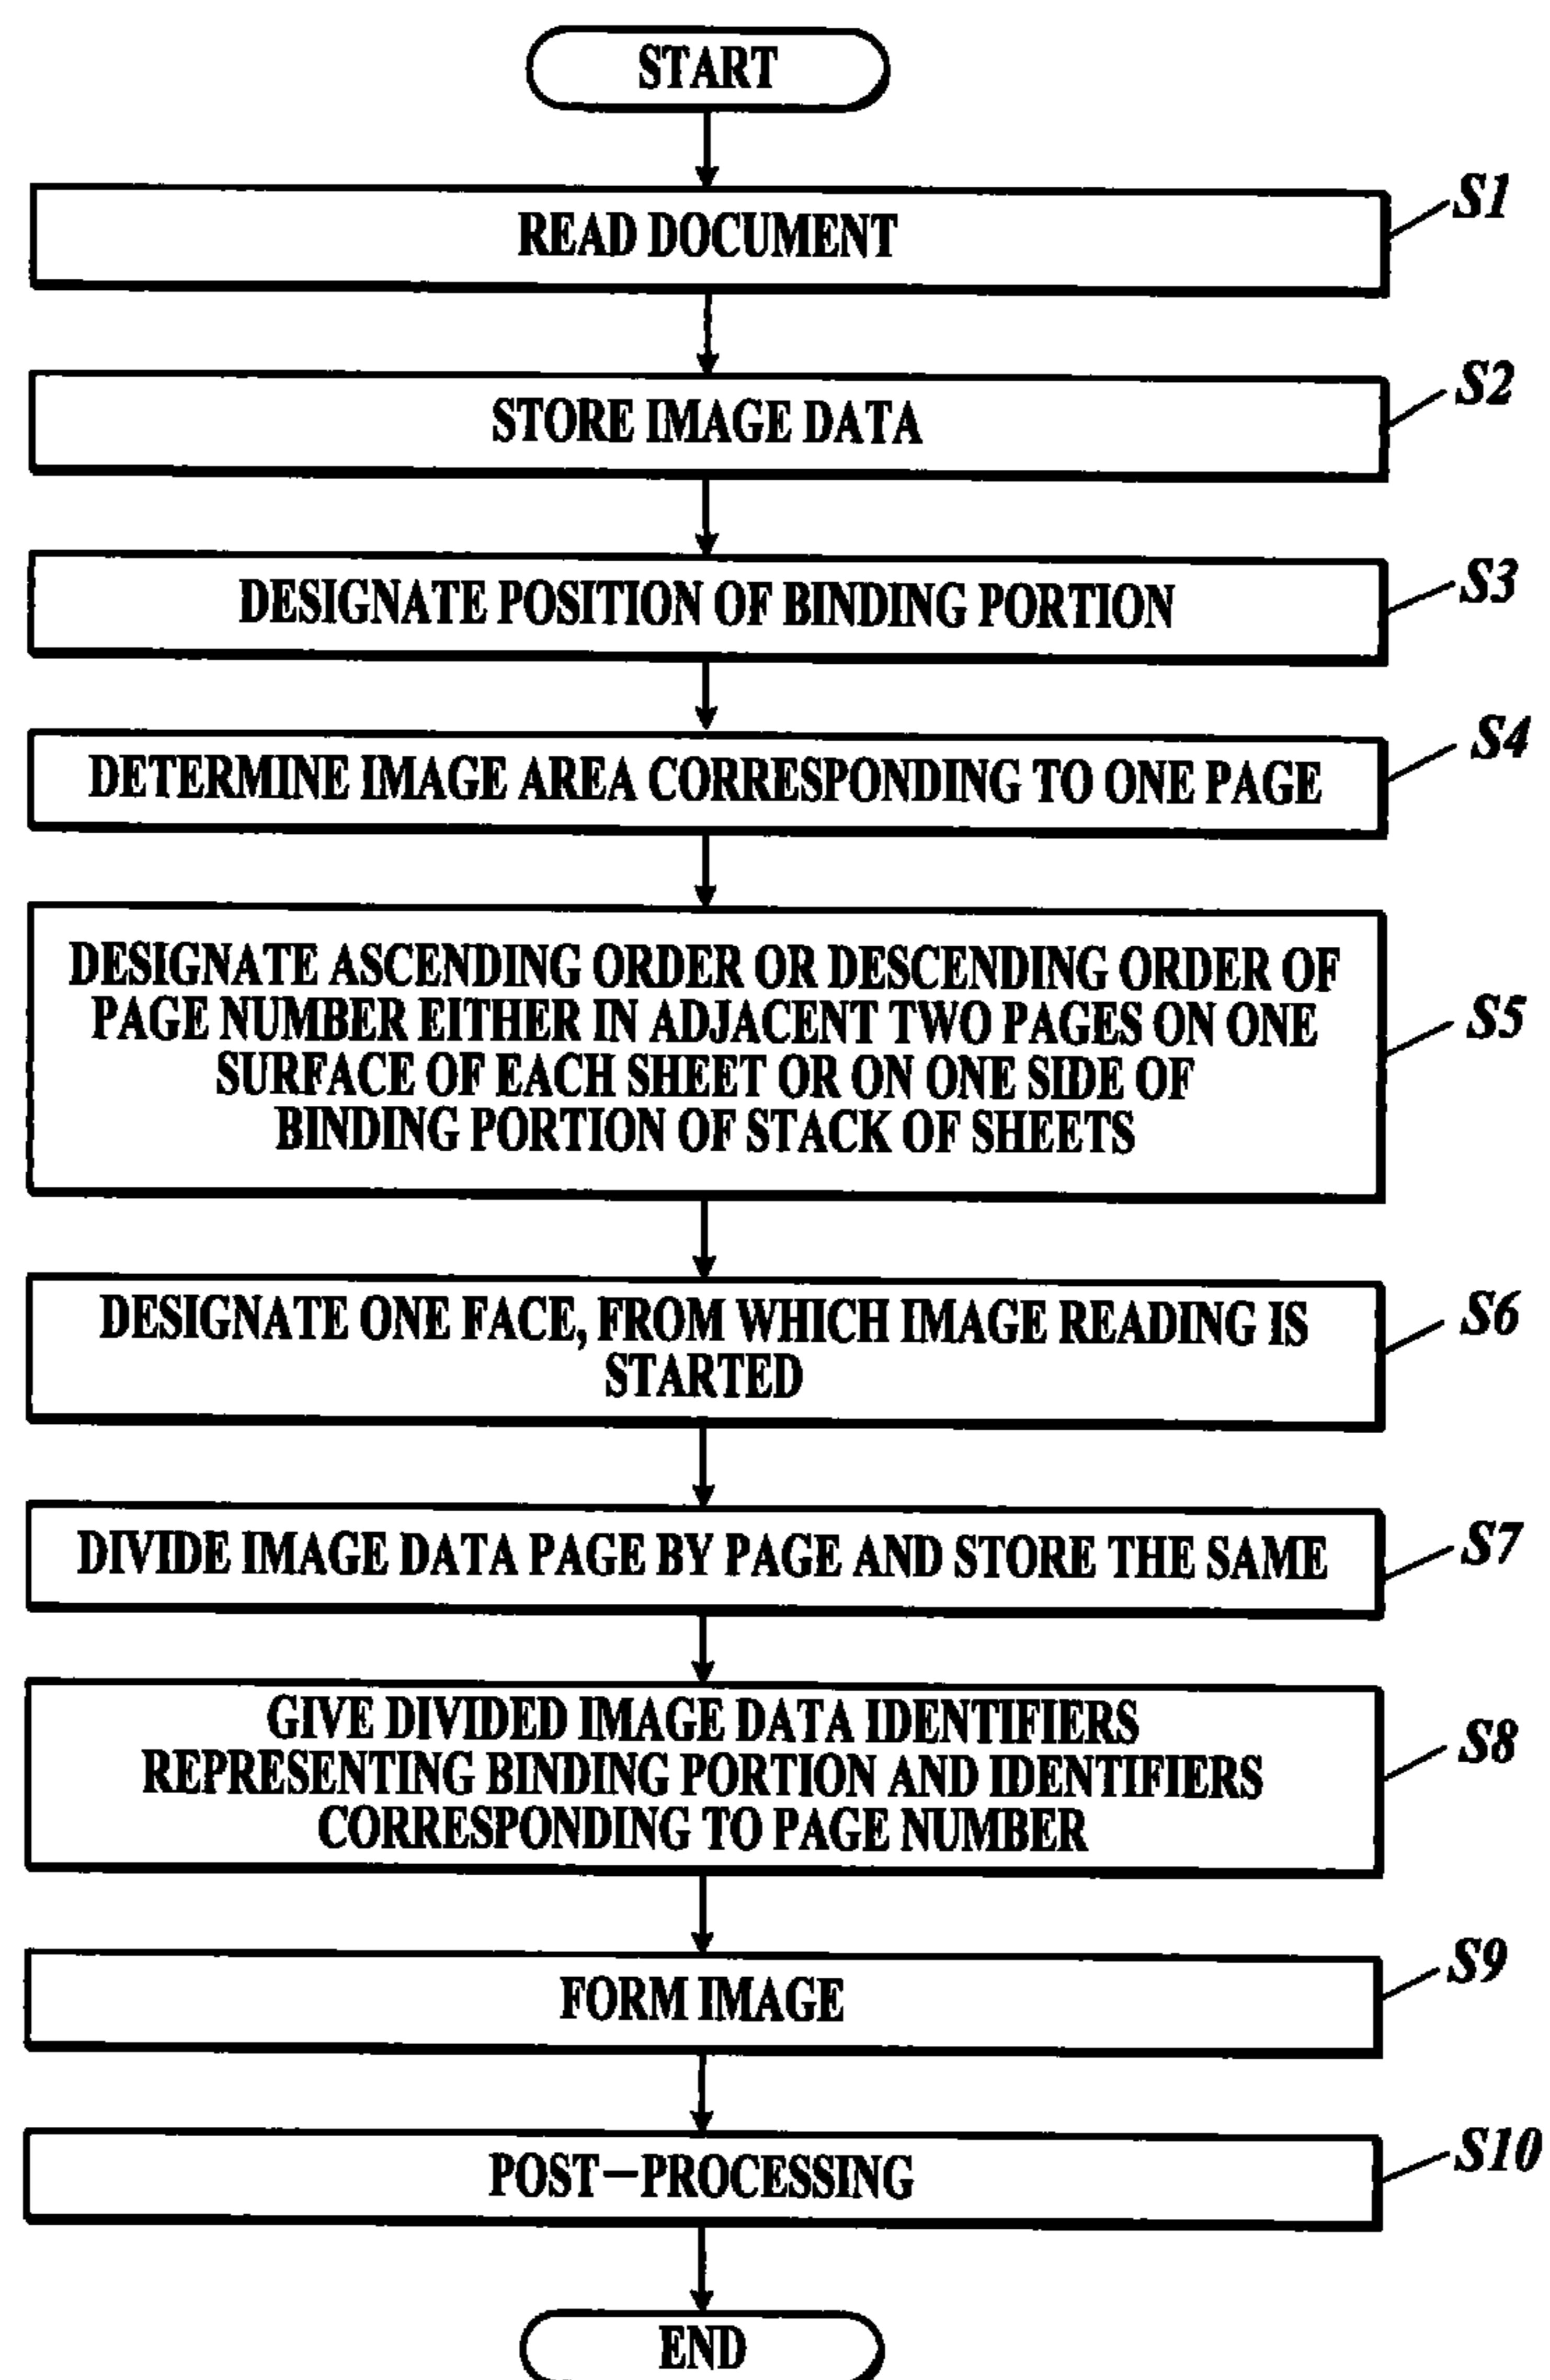 START
READ DOCUMENT
S1
STORE IMAGE DATA
S2
DESIGNATE POSITION OF BINDING PORTION
S3
DETERMINE IMAGE AREA CORRESPONDING TO ONE PAGE
S4
DESIGNATE ASCENDING ORDER OR DESCENDING ORDER OF
PAGE NUMBER EITHER IN ADJACENT TWO PAGES ON ONE
SURFACE OF EACH SHEET OR ON ONE SIDE OF
BINDING PORTION OF STACK OF SHEETS
S5
DESIGNATE ONE FACE, FROM WHICH IMAGE READING IS
STARTED
S6
DIVIDE IMAGE DATA PAGE BY PAGE AND STORE THE SAME
S7
GIVE DIVIDED IMAGE DATA IDENTIFIERS
REPRESENTING BINDING PORTION AND IDENTIFIERS
CORRESPONDING TO PAGE NUMBER
S8
FORM IMAGE
S9
POST-PROCESSING
S10
END